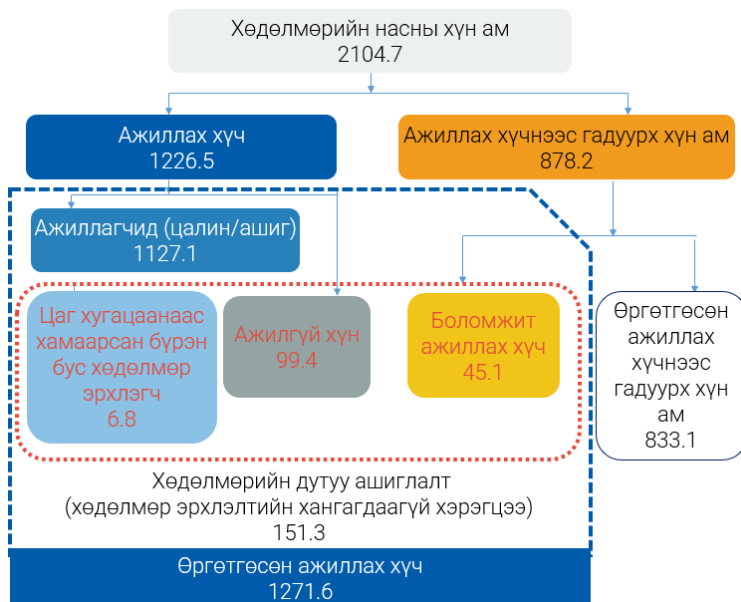 Хөдөлмөрийн насны хүн ам
2104.7
Ажиллах хүч
1226.5
Ажиллах хүчнээс гадуурх хүн ам
878.2
Ажиллагчид (цалин/ашиг)
1127.1
Цаг хугацаанаас
хамаарсан бүрэн
бус хөдөлмөр
эрхлэгч
6.8
Ажилгүй хүн
99.4
Боломжит
ажиллах хүч
45.1
Өргөтгөсөн
ажиллах
хүчнээс
гадуурх хүн
ам
833.1
Хөдөлмөрийн дутуу ашиглалт
(хөдөлмөр эрхлэлтийн хангагдаагүй хэрэгцээ)
151.3
Өргөтгөсөн ажиллах хүч
1271.6